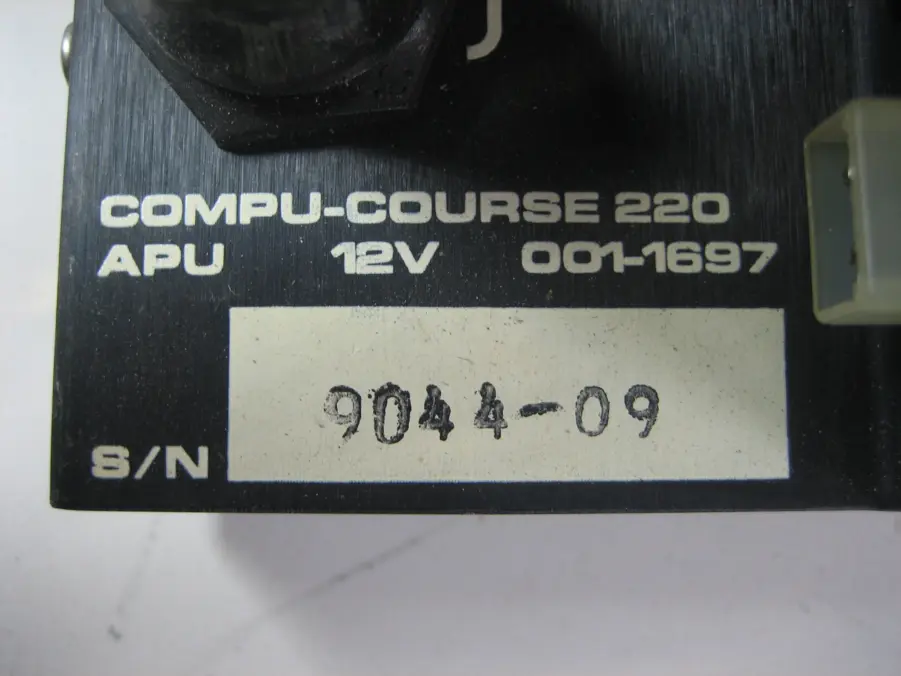 COMPU-COURSE 220
APU 12V 001-1697
S/N 9044-09